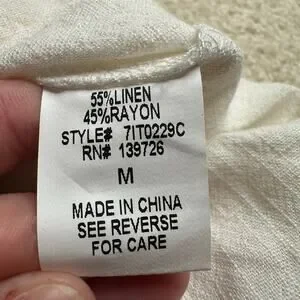 55%LINEN
45%RAYON
STYLE# 7IT0229C
RN# 139726
M
MADE IN CHINA
SEE REVERSE
FOR CARE